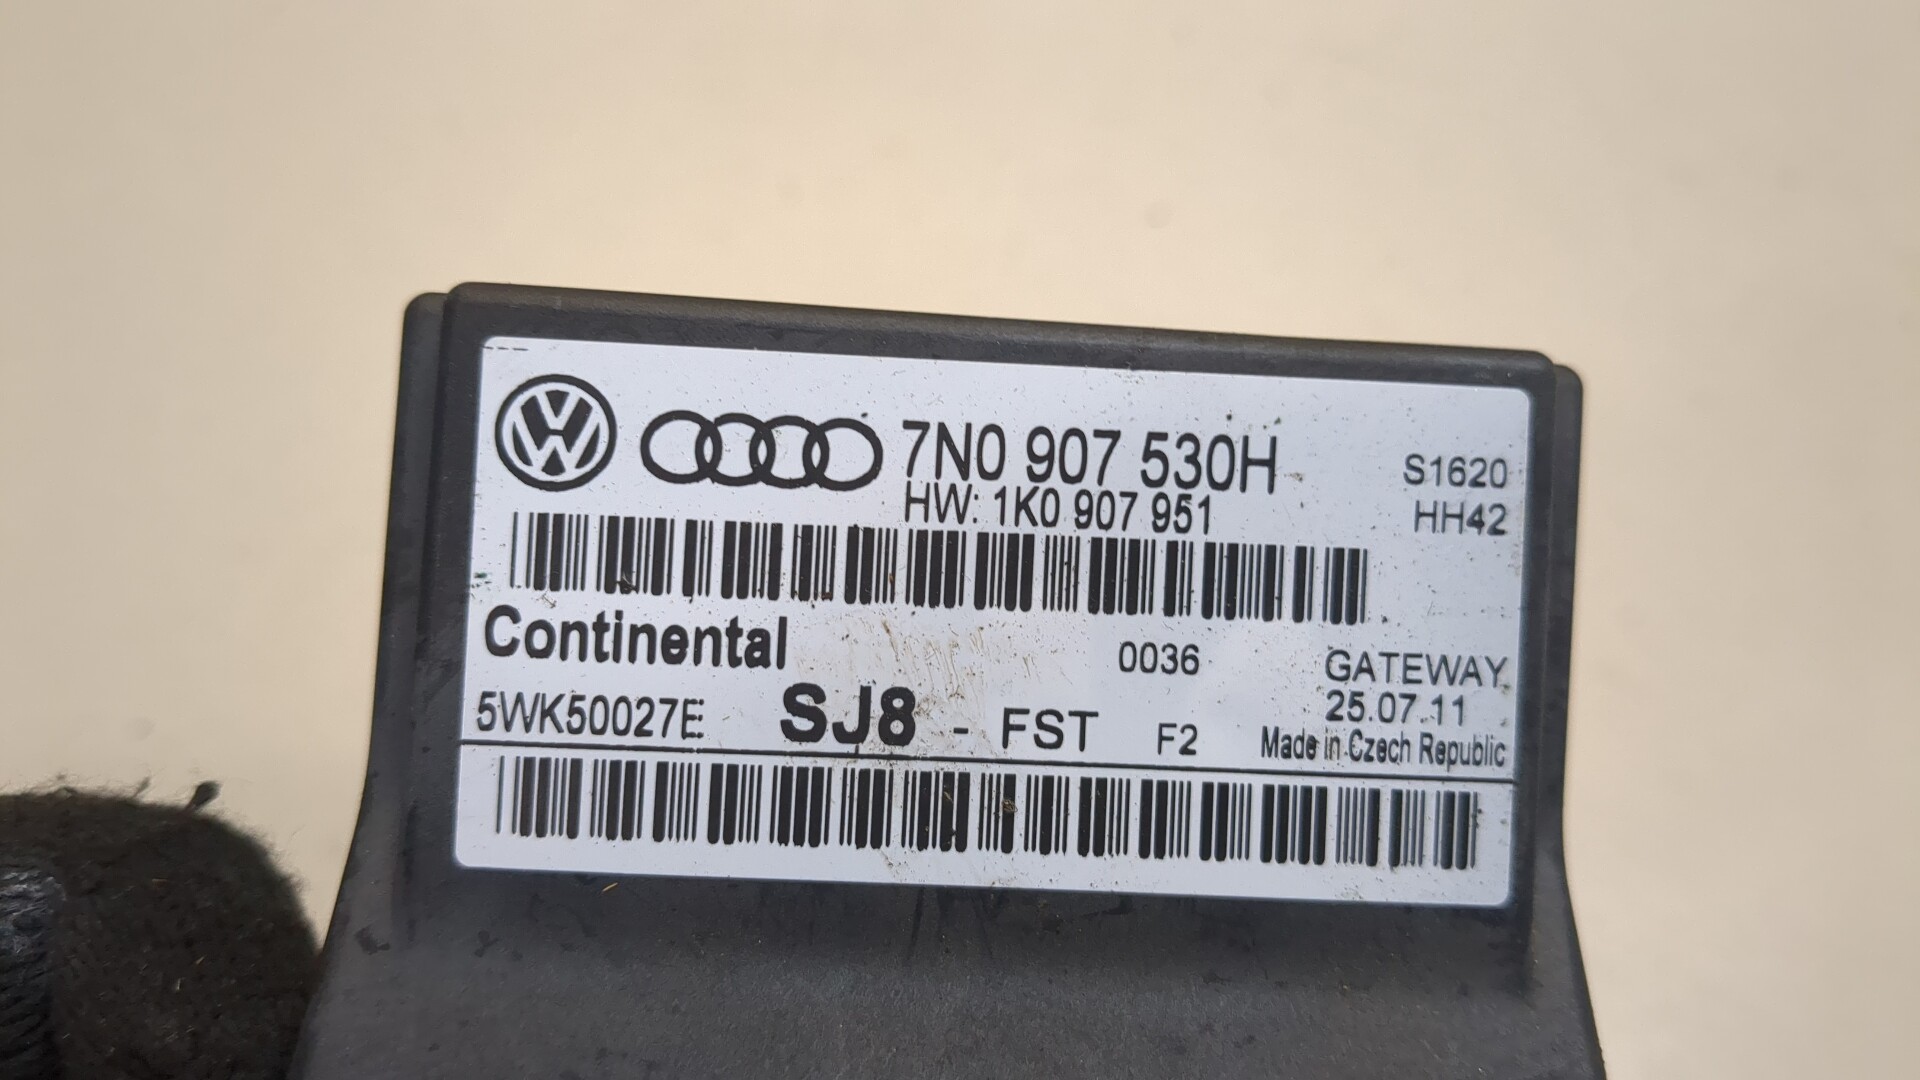 7N0 907 530H
HW: 1K0 907 951
S1620
HH42
Continental
0036
GATEWAY
25.07.11
5WK50027E
SJ8 - FST F2
Made in Czech Republic